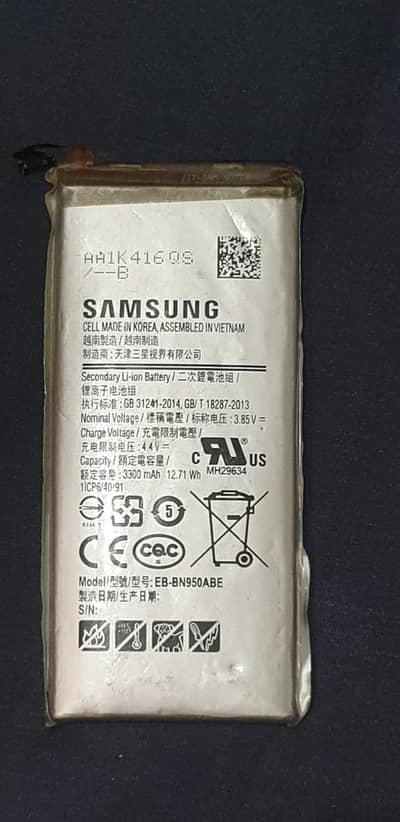 AA1K416QS
/--B
SAMSUNG
CELL MADE IN KOREA, ASSEMBLED IN VIETNAM
越南製造 / 越南制造
制造商 : 天津三星视界有限公司
Secondary Li-ion Battery / 二次鋰電池組 /
锂离子电池组
执行标准 : GB 31241-2014, GB/T 18287-2013
Nominal Voltage / 標稱電壓 / 标称电压 : 3.85V ⎓
Charge Voltage / 充電限制電壓 /
充电限制电压 : 4.4V ⎓
Capacity / 額定電容量 /
额定容量 : 3300 mAh 12.71 Wh
1ICP6/40/91
c RU US
MH29634
5
CE CQC
Model/型號/型号: EB-BN950ABE
製造日期/生产日期:
S/N: